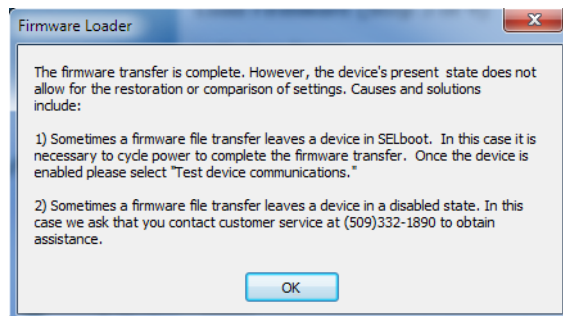 Firmware Loader
The firmware transfer is complete. However, the device's present state does not
allow for the restoration or comparison of settings. Causes and solutions
include:
1) Sometimes a firmware file transfer leaves a device in SELboot. In this case it is
necessary to cycle power to complete the firmware transfer. Once the device is
enabled please select "Test device communications."
2) Sometimes a firmware file transfer leaves a device in a disabled state. In this
case we ask that you contact customer service at (509)332-1890 to obtain
assistance.
OK